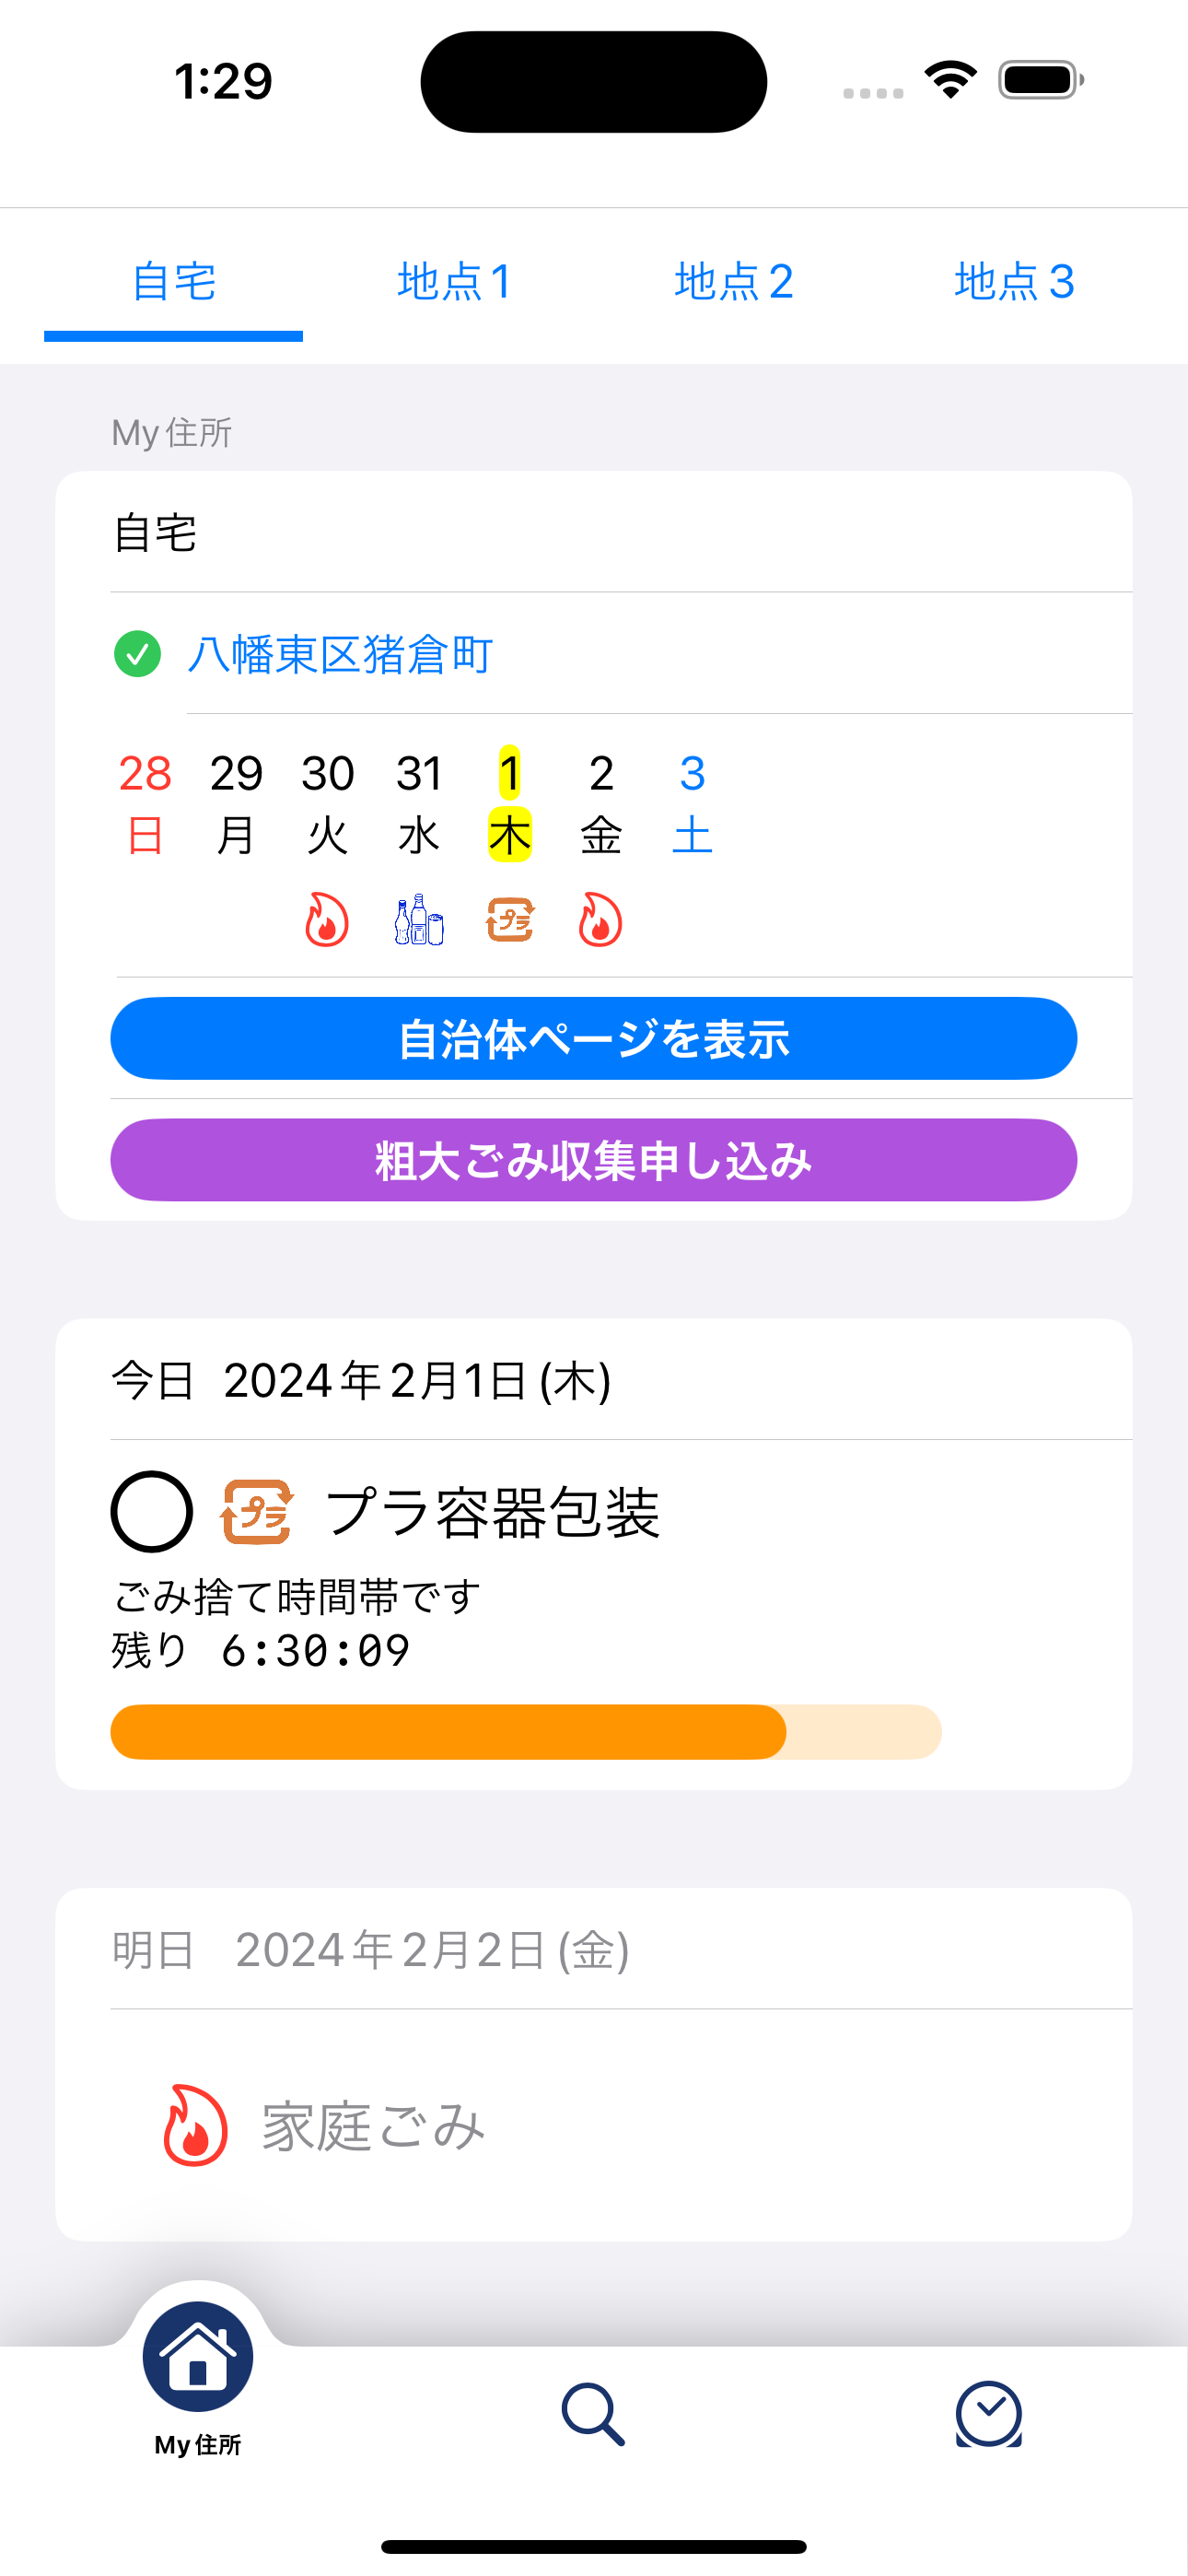 1:29
自宅 地点1 地点2 地点3
My住所
自宅
八幡東区猪倉町
28 29 30 31 1 2 3
日 月 火 水 木 金 土
プラ
自治体ページを表示
粗大ごみ収集申し込み
今日 2024年2月1日(木)
プラ プラ容器包装
ごみ捨て時間帯です
残り 6:30:09
明日 2024年2月2日(金)
家庭ごみ
My住所